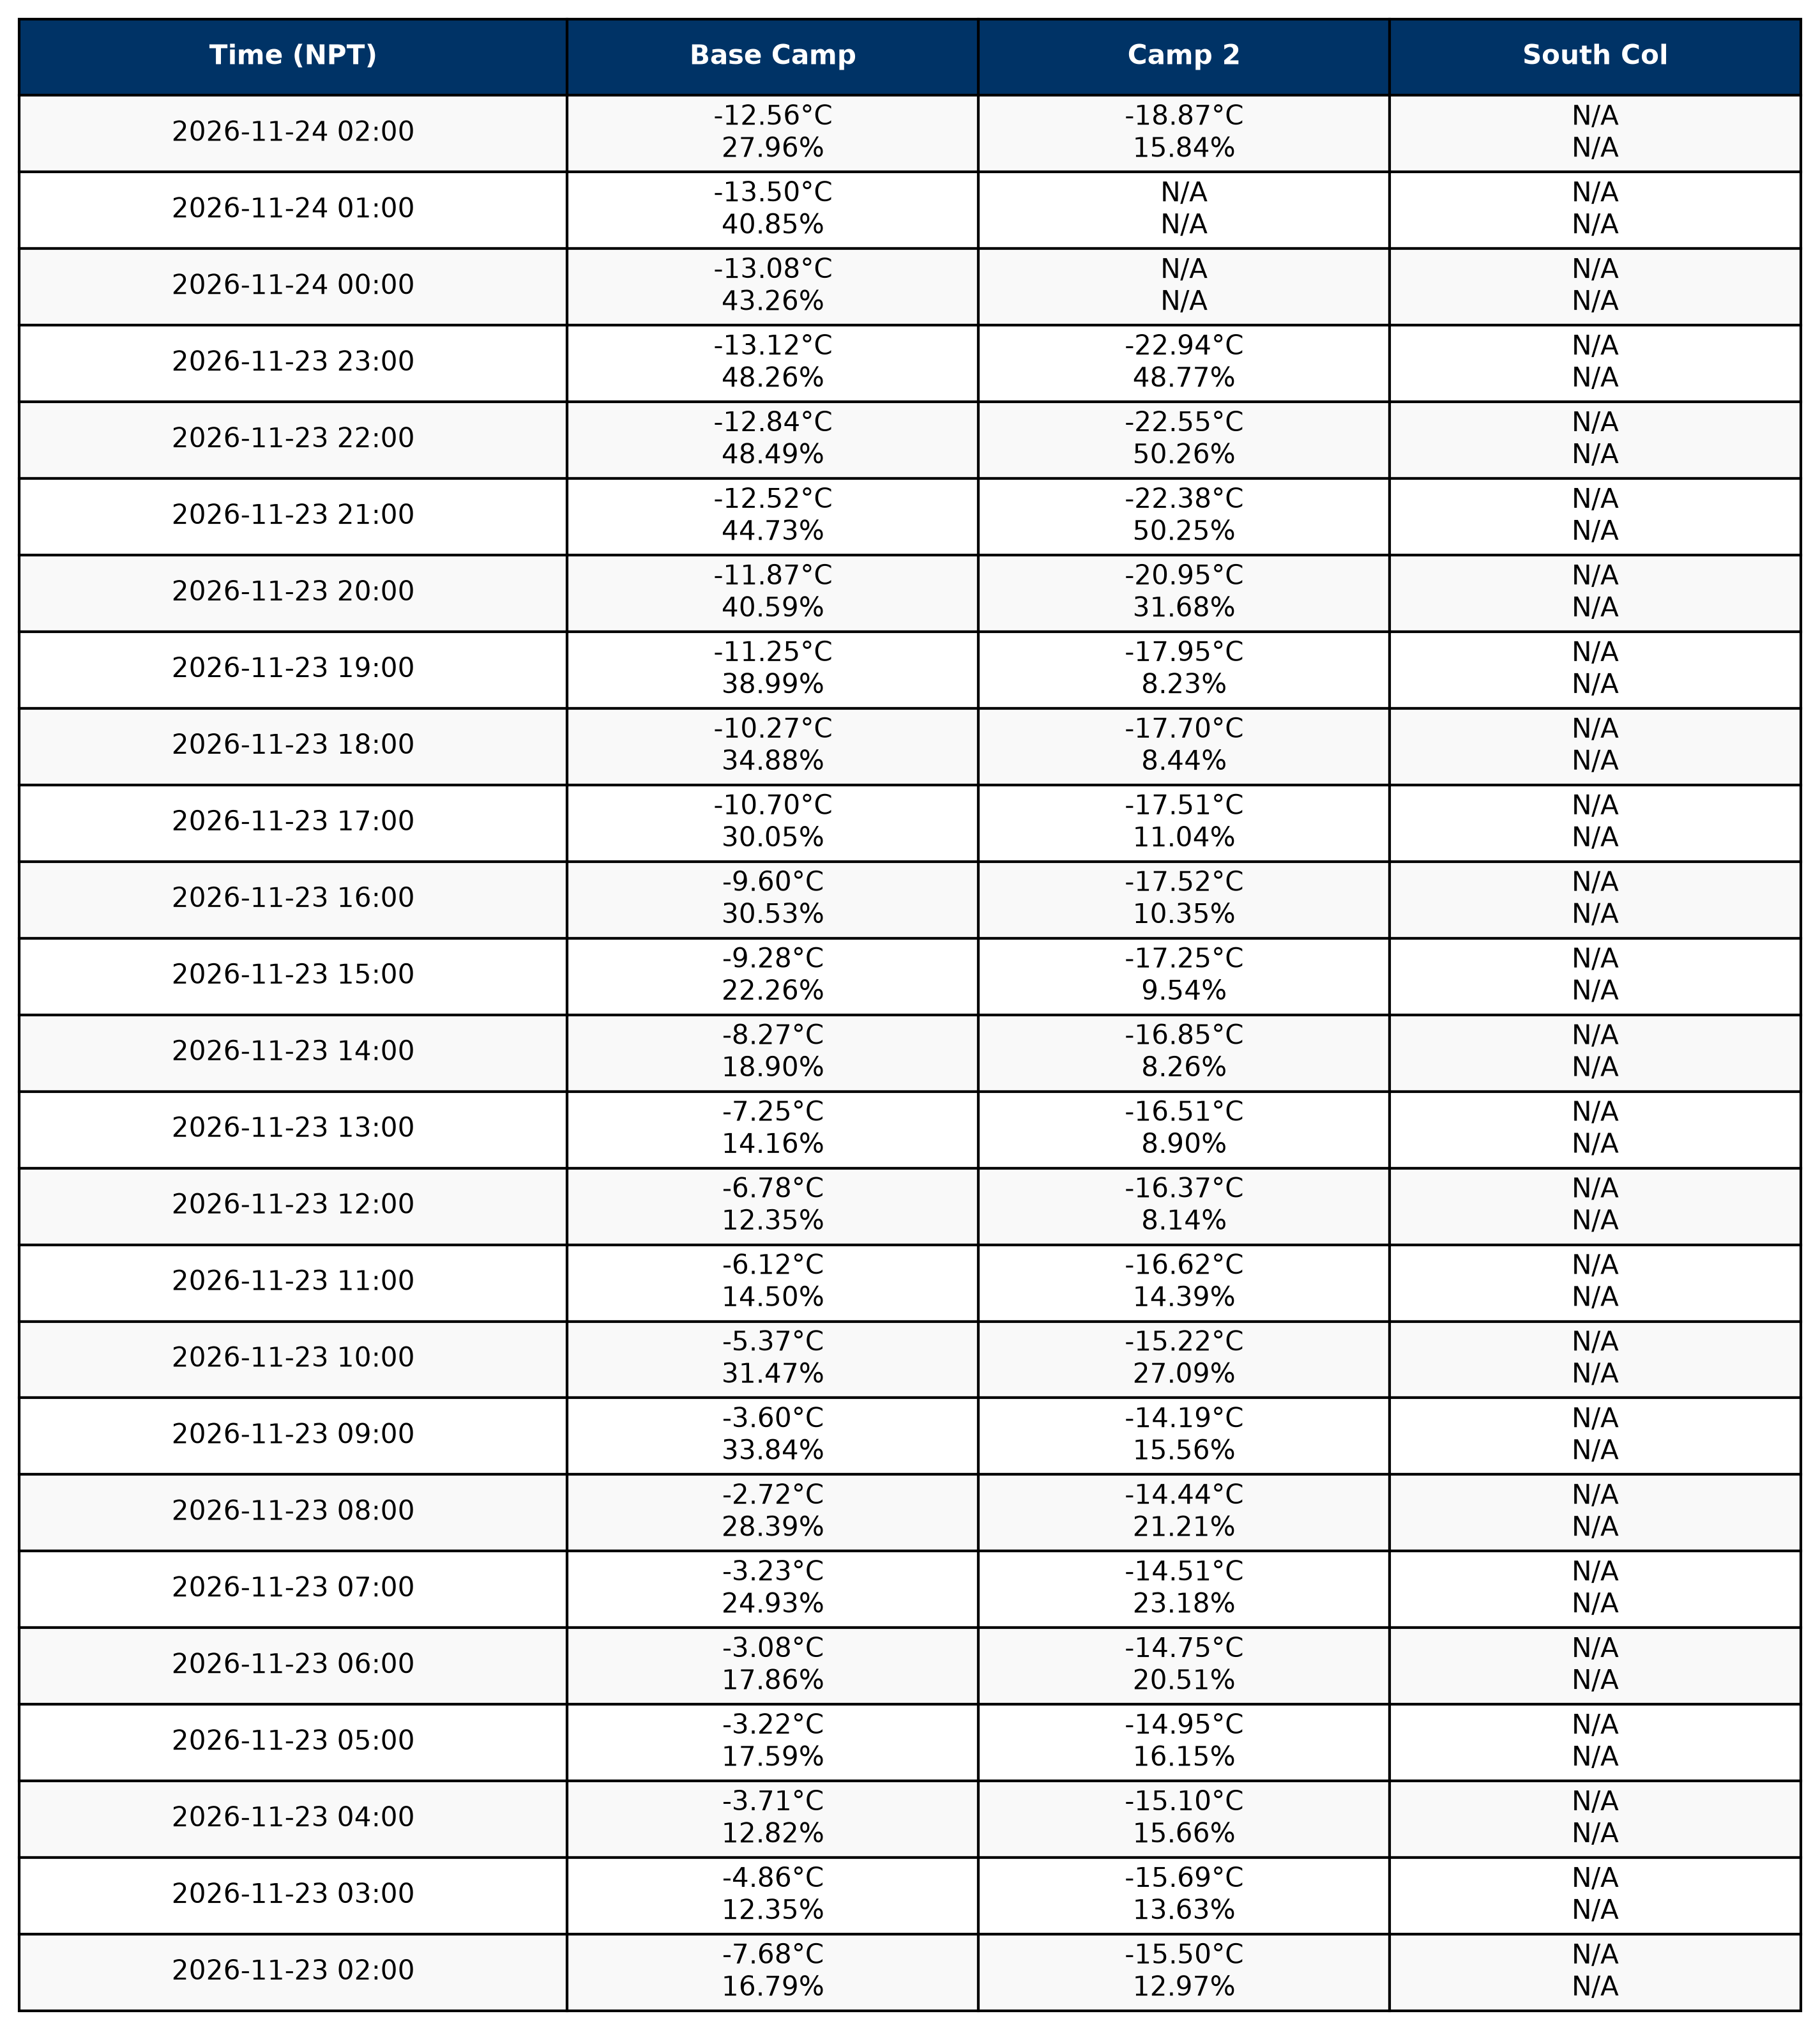 Time (NPT) Base Camp Camp 2 South Col
2026-11-24 02:00
-12.56°C -18.87°C N/A
27.96% 15.84% N/A
2026-11-24 01:00
-13.50°C N/A N/A
40.85% N/A N/A
2026-11-24 00:00
-13.08°C N/A N/A
43.26% N/A N/A
2026-11-23 23:00
-13.12°C -22.94°C N/A
48.26% 48.77% N/A
2026-11-23 22:00
-12.84°C -22.55°C N/A
48.49% 50.26% N/A
2026-11-23 21:00
-12.52°C -22.38°C N/A
44.73% 50.25% N/A
2026-11-23 20:00
-11.87°C -20.95°C N/A
40.59% 31.68% N/A
2026-11-23 19:00
-11.25°C -17.95°C N/A
38.99% 8.23% N/A
2026-11-23 18:00
-10.27°C -17.70°C N/A
34.88% 8.44% N/A
2026-11-23 17:00
-10.70°C -17.51°C N/A
30.05% 11.04% N/A
2026-11-23 16:00
-9.60°C -17.52°C N/A
30.53% 10.35% N/A
2026-11-23 15:00
-9.28°C -17.25°C N/A
22.26% 9.54% N/A
2026-11-23 14:00
-8.27°C -16.85°C N/A
18.90% 8.26% N/A
2026-11-23 13:00
-7.25°C -16.51°C N/A
14.16% 8.90% N/A
2026-11-23 12:00
-6.78°C -16.37°C N/A
12.35% 8.14% N/A
2026-11-23 11:00
-6.12°C -16.62°C N/A
14.50% 14.39% N/A
2026-11-23 10:00
-5.37°C -15.22°C N/A
31.47% 27.09% N/A
2026-11-23 09:00
-3.60°C -14.19°C N/A
33.84% 15.56% N/A
2026-11-23 08:00
-2.72°C -14.44°C N/A
28.39% 21.21% N/A
2026-11-23 07:00
-3.23°C -14.51°C N/A
24.93% 23.18% N/A
2026-11-23 06:00
-3.08°C -14.75°C N/A
17.86% 20.51% N/A
2026-11-23 05:00
-3.22°C -14.95°C N/A
17.59% 16.15% N/A
2026-11-23 04:00
-3.71°C -15.10°C N/A
12.82% 15.66% N/A
2026-11-23 03:00
-4.86°C -15.69°C N/A
12.35% 13.63% N/A
2026-11-23 02:00
-7.68°C -15.50°C N/A
16.79% 12.97% N/A